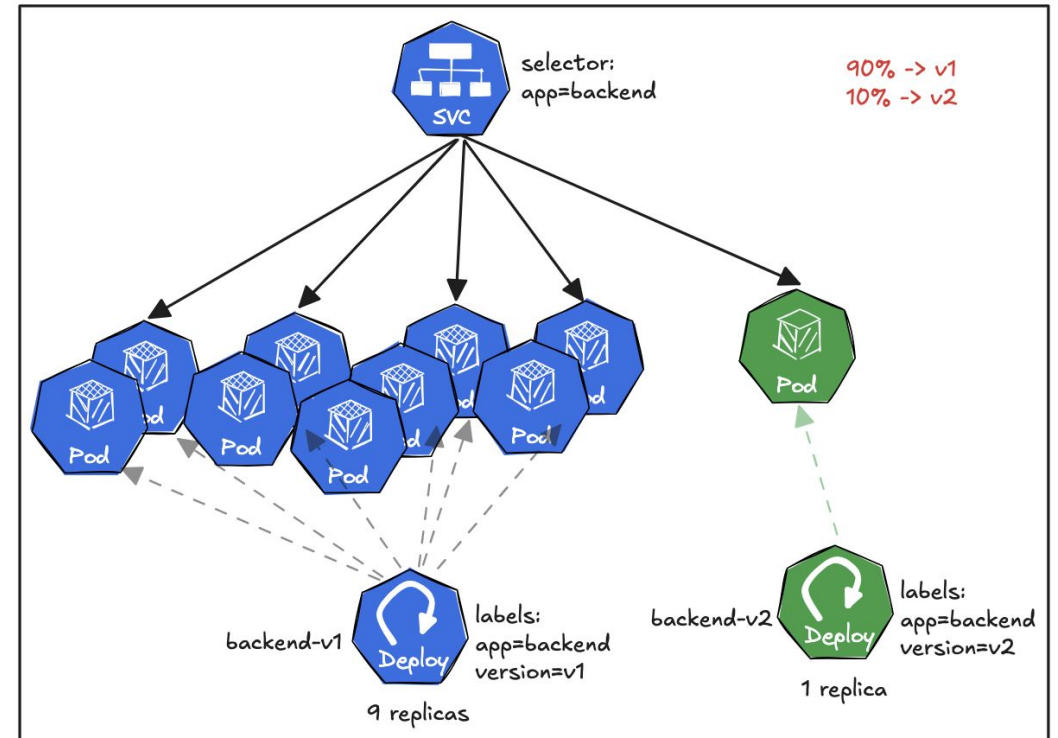 selector:
app=backend
90% -> v1
10% -> v2
SVC
Pod
Pod
Pod
Pod
Pod
backend-v1
Deploy
labels:
app=backend
version=v1
9 replicas
backend-v2
Deploy
labels:
app=backend
version=v2
1 replica